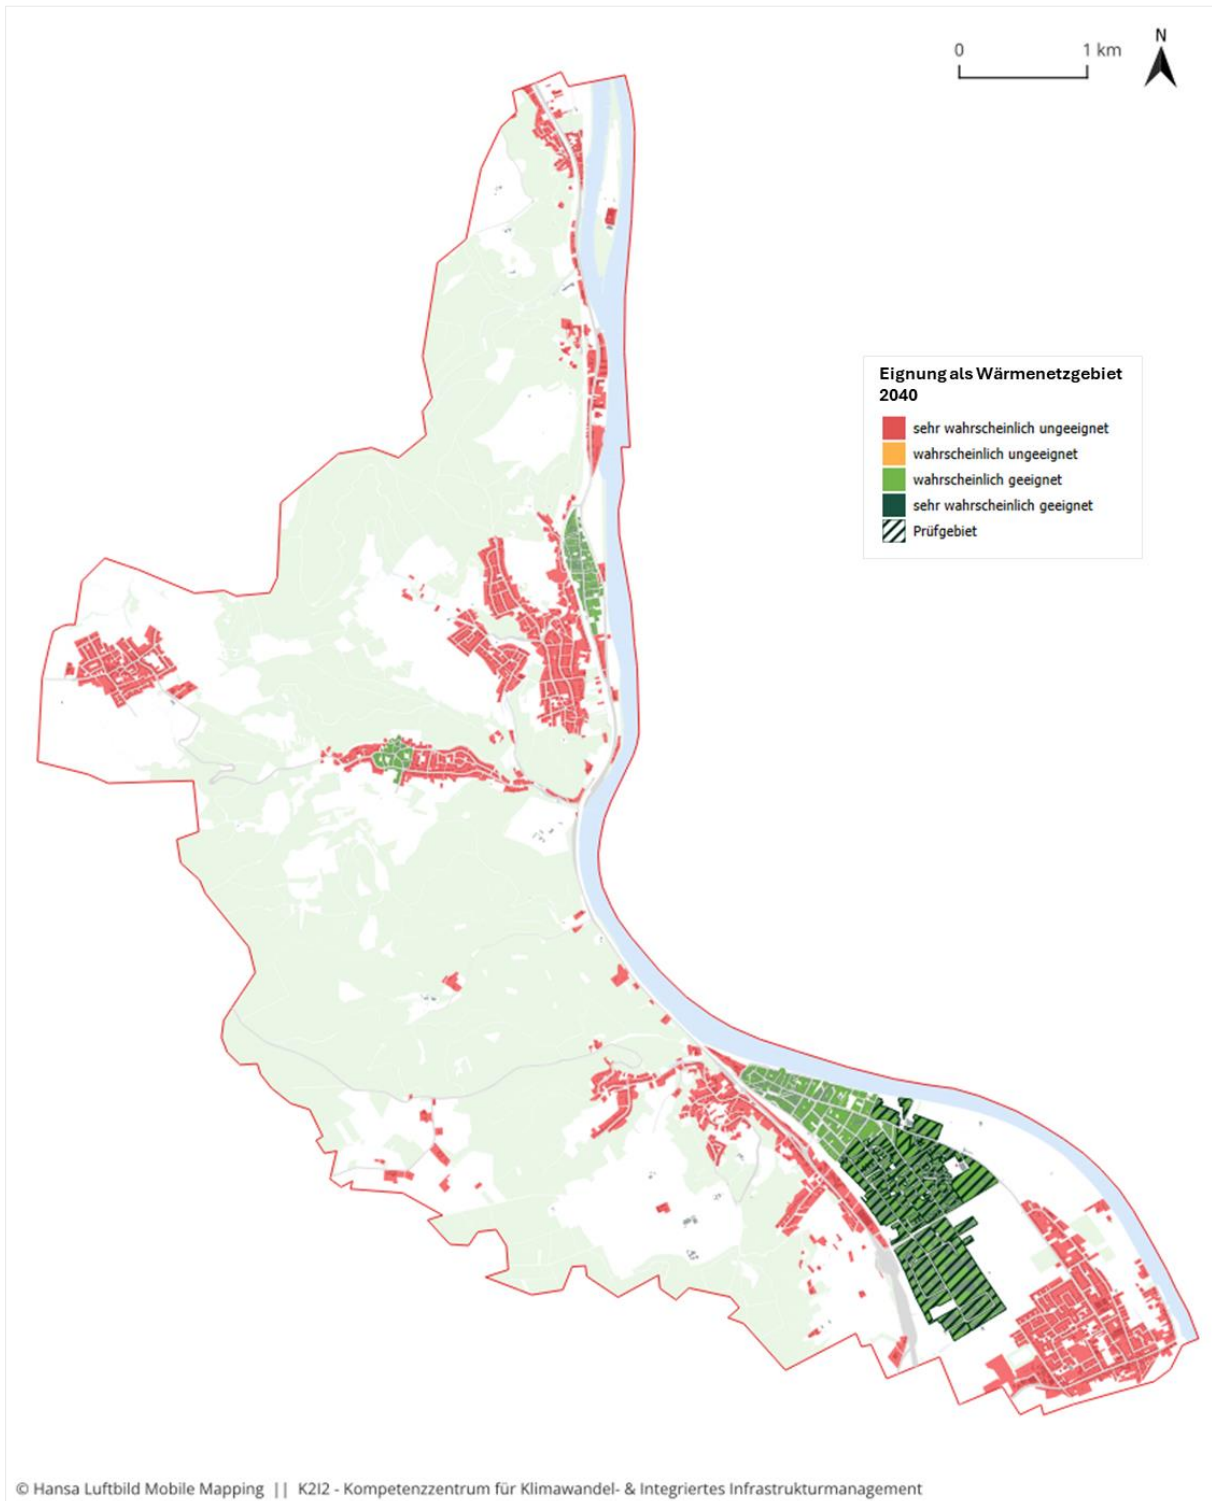 0 1 km N
Eignung als Wärmenetzgebiet
2040
sehr wahrscheinlich ungeeignet
wahrscheinlich ungeeignet
wahrscheinlich geeignet
sehr wahrscheinlich geeignet
Prüfgebiet
© Hansa Luftbild Mobile Mapping || K2I2 - Kompetenzzentrum für Klimawandel- & Integriertes Infrastrukturmanagement